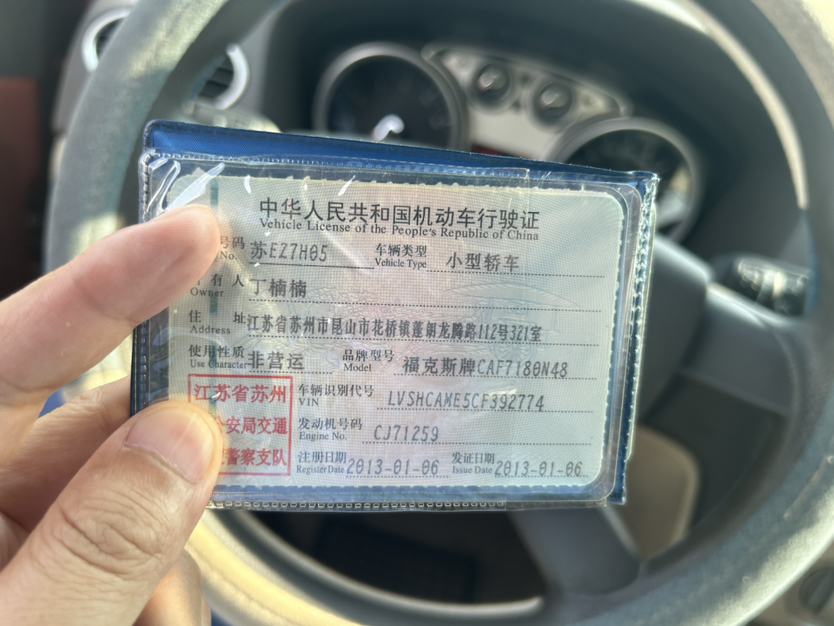 中华人民共和国机动车行驶证
Vehicle License of the People's Republic of China
号码 苏EZ7H05 车辆类型 小型轿车
No. Vehicle Type
有人 丁楠楠
Owner
住 址 江苏省苏州市昆山市花桥镇蓬朗龙腾路112号321室
Address
使用性质 非营运 品牌型号 福克斯牌CAF7180N48
Use Character Model
江苏省苏州 车辆识别代号 LVSHCAME5CF392774
VIN
安局交通 发动机号码 CJ71259
Engine No.
警察支队 注册日期 2013-01-06 发证日期 2013-01-06
Register Date Issue Date